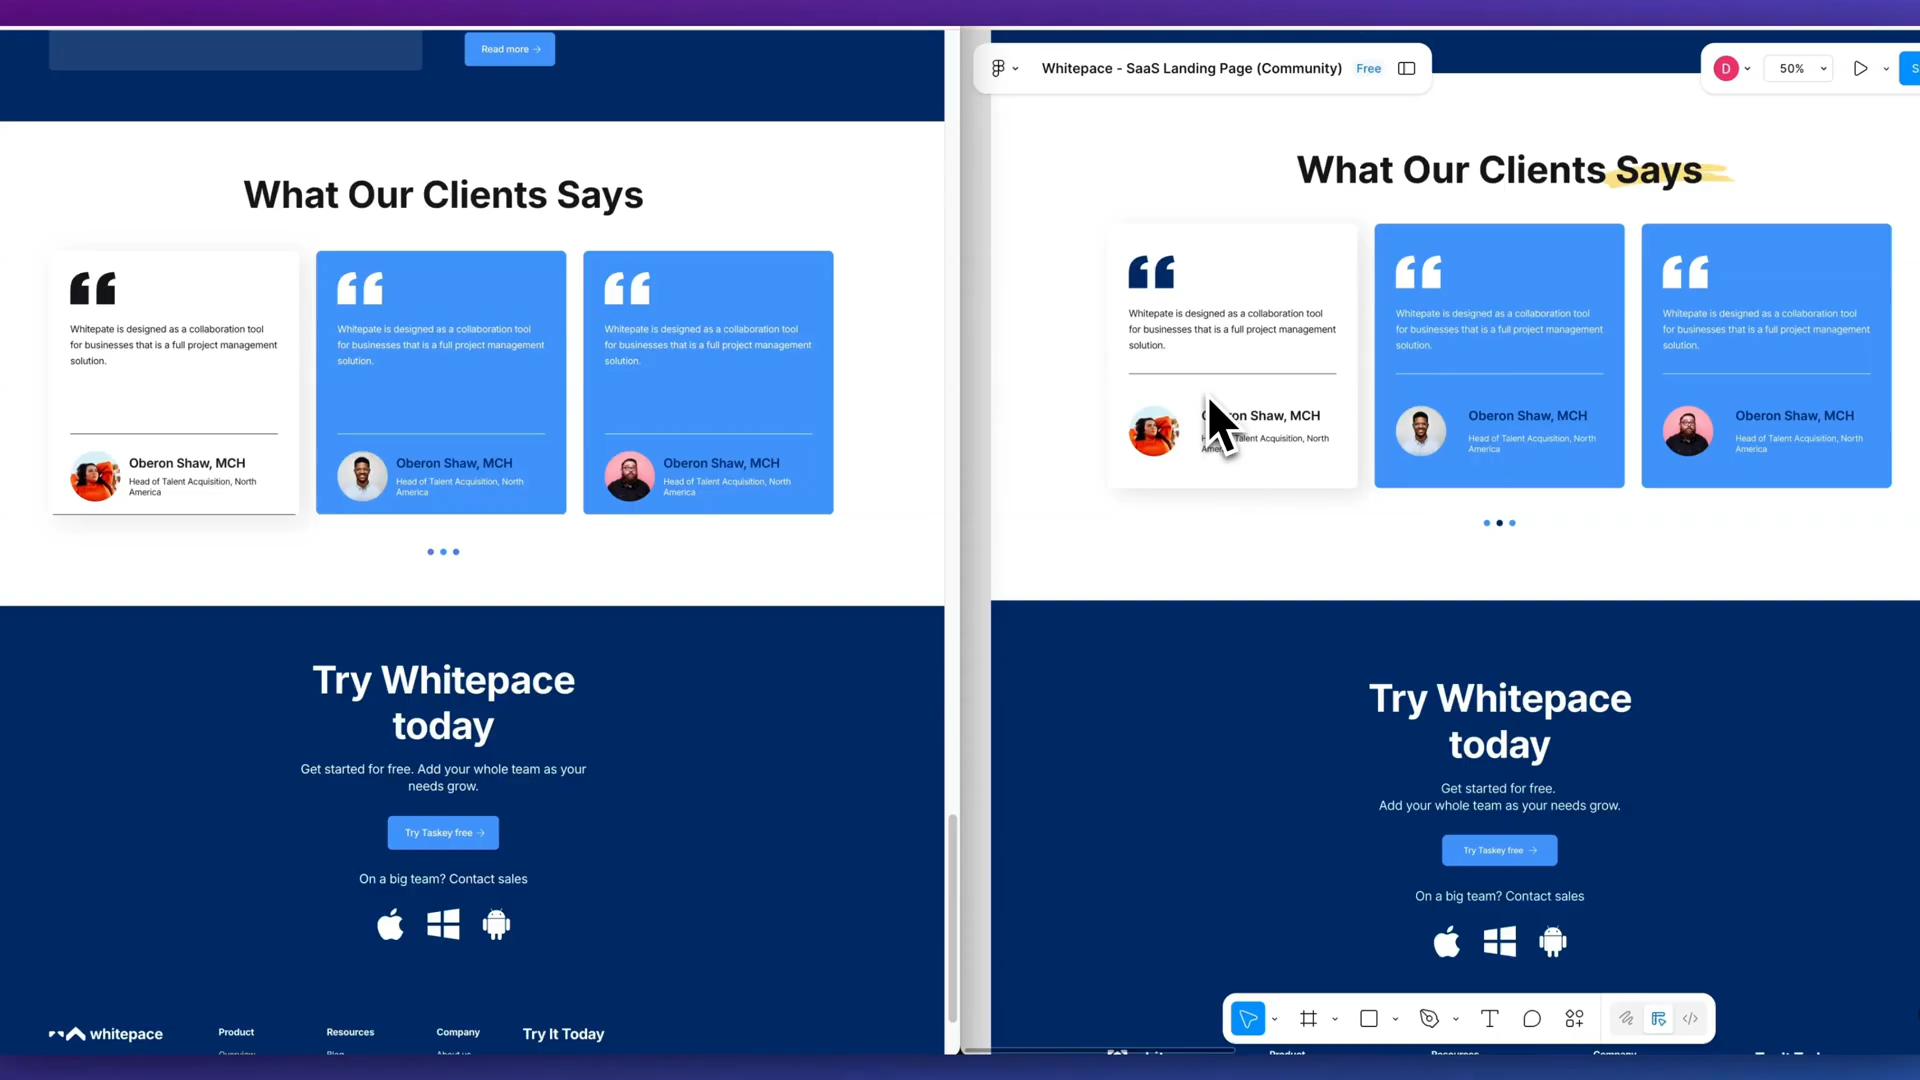 Read more →
What Our Clients Says
Whitepate is designed as a collaboration tool
for businesses that is a full project management
solution.
Oberon Shaw, MCH
Head of Talent Acquisition, North
America
Whitepate is designed as a collaboration tool
for businesses that is a full project management
solution.
Oberon Shaw, MCH
Head of Talent Acquisition, North
America
Whitepate is designed as a collaboration tool
for businesses that is a full project management
solution.
Oberon Shaw, MCH
Head of Talent Acquisition, North
America
Try Whitepace
today
Get started for free. Add your whole team as your
needs grow.
Try Taskey free →
On a big team? Contact sales
whitepace
Product
Resources
Company
Try It Today
Overview
Blog
About us
Whitepace - SaaS Landing Page (Community) Free
D
50%
What Our Clients Says
Whitepate is designed as a collaboration tool
for businesses that is a full project management
solution.
Shaw, MCH
Talent Acquisition, North
Whitepate is designed as a collaboration tool
for businesses that is a full project management
solution.
Oberon Shaw, MCH
Head of Talent Acquisition, North
America
Whitepate is designed as a collaboration tool
for businesses that is a full project management
solution.
Oberon Shaw, MCH
Head of Talent Acquisition, North
America
Try Whitepace
today
Get started for free.
Add your whole team as your needs grow.
Try Taskey free →
On a big team? Contact sales
Product
Resources
Company